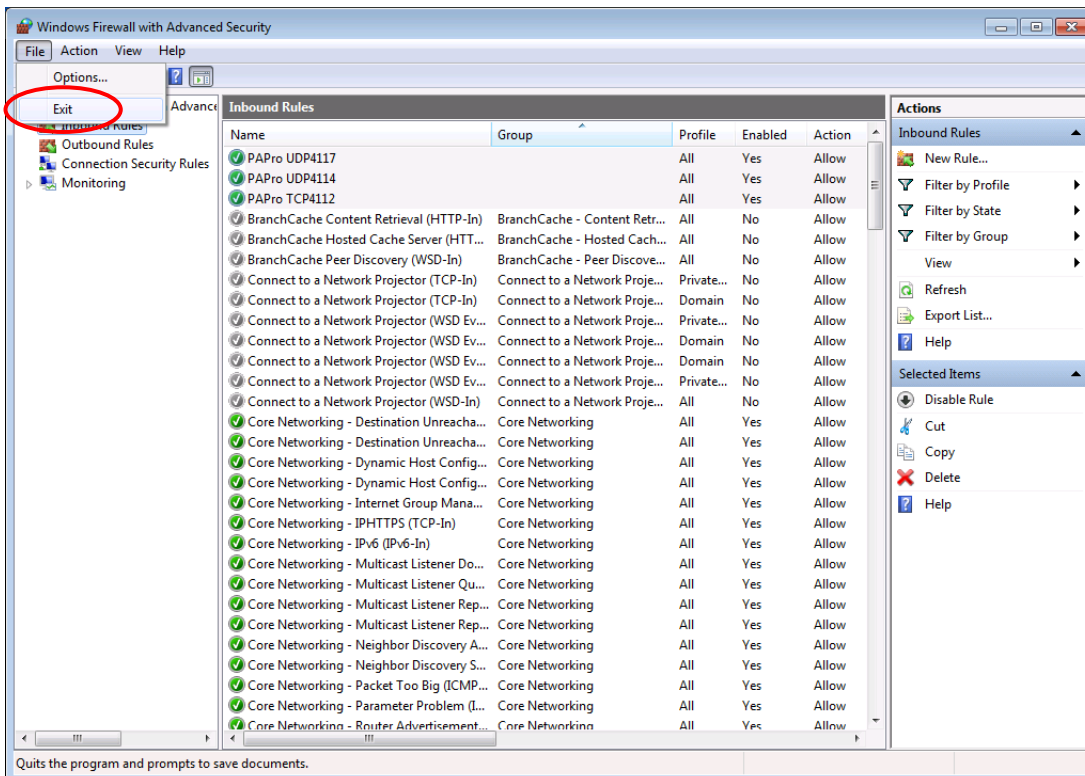 Windows Firewall with Advanced Security
File Action View Help
Options...
Exit
Advance
Inbound Rules
Outbound Rules
Connection Security Rules
Monitoring
Inbound Rules
Name Group Profile Enabled Action
PAPro UDP4117 All Yes Allow
PAPro UDP4114 All Yes Allow
PAPro TCP4112 All Yes Allow
BranchCache Content Retrieval (HTTP-In) BranchCache - Content Retr... All No Allow
BranchCache Hosted Cache Server (HTT... BranchCache - Hosted Cach... All No Allow
BranchCache Peer Discovery (WSD-In) BranchCache - Peer Discove... All No Allow
Connect to a Network Projector (TCP-In) Connect to a Network Proje... Private... No Allow
Connect to a Network Projector (TCP-In) Connect to a Network Proje... Domain No Allow
Connect to a Network Projector (WSD Ev... Connect to a Network Proje... Private... No Allow
Connect to a Network Projector (WSD Ev... Connect to a Network Proje... Domain No Allow
Connect to a Network Projector (WSD Ev... Connect to a Network Proje... Domain No Allow
Connect to a Network Projector (WSD Ev... Connect to a Network Proje... Private... No Allow
Connect to a Network Projector (WSD-In) Connect to a Network Proje... All No Allow
Core Networking - Destination Unreacha... Core Networking All Yes Allow
Core Networking - Destination Unreacha... Core Networking All Yes Allow
Core Networking - Dynamic Host Config... Core Networking All Yes Allow
Core Networking - Dynamic Host Config... Core Networking All Yes Allow
Core Networking - Internet Group Mana... Core Networking All Yes Allow
Core Networking - IPHTTPS (TCP-In) Core Networking All Yes Allow
Core Networking - IPv6 (IPv6-In) Core Networking All Yes Allow
Core Networking - Multicast Listener Do... Core Networking All Yes Allow
Core Networking - Multicast Listener Qu... Core Networking All Yes Allow
Core Networking - Multicast Listener Rep... Core Networking All Yes Allow
Core Networking - Multicast Listener Rep... Core Networking All Yes Allow
Core Networking - Neighbor Discovery A... Core Networking All Yes Allow
Core Networking - Neighbor Discovery S... Core Networking All Yes Allow
Core Networking - Packet Too Big (ICMP... Core Networking All Yes Allow
Core Networking - Parameter Problem (I... Core Networking All Yes Allow
Core Networking - Router Advertisement... Core Networking All Yes Allow
Actions
Inbound Rules
New Rule...
Filter by Profile
Filter by State
Filter by Group
View
Refresh
Export List...
Help
Selected Items
Disable Rule
Cut
Copy
Delete
Help
Quits the program and prompts to save documents.